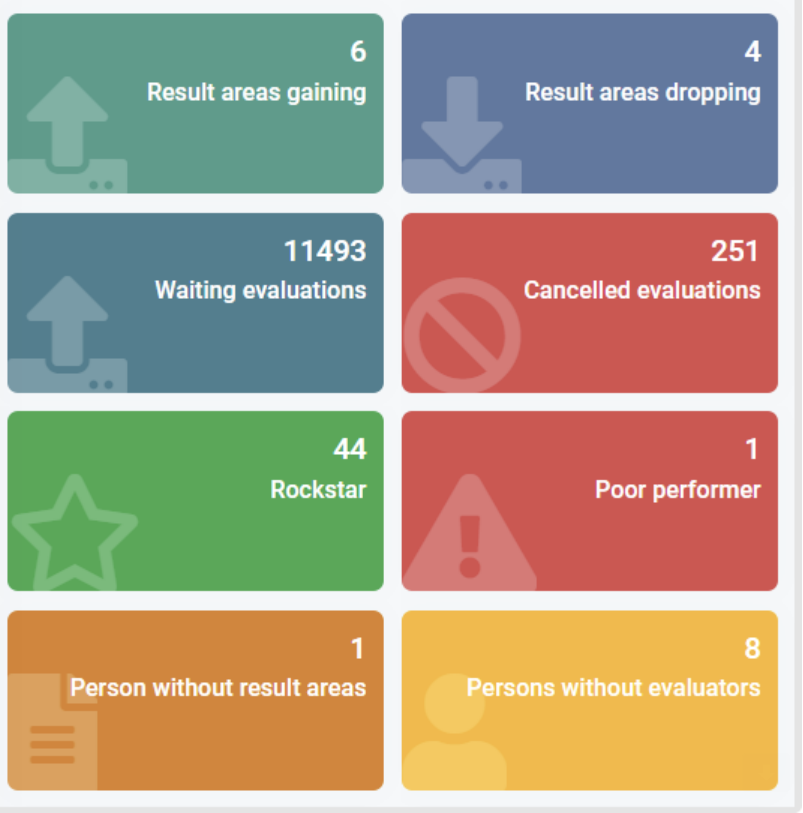 6
Result areas gaining
4
Result areas dropping
11493
Waiting evaluations
251
Cancelled evaluations
44
Rockstar
1
Poor performer
1
Person without result areas
8
Persons without evaluators